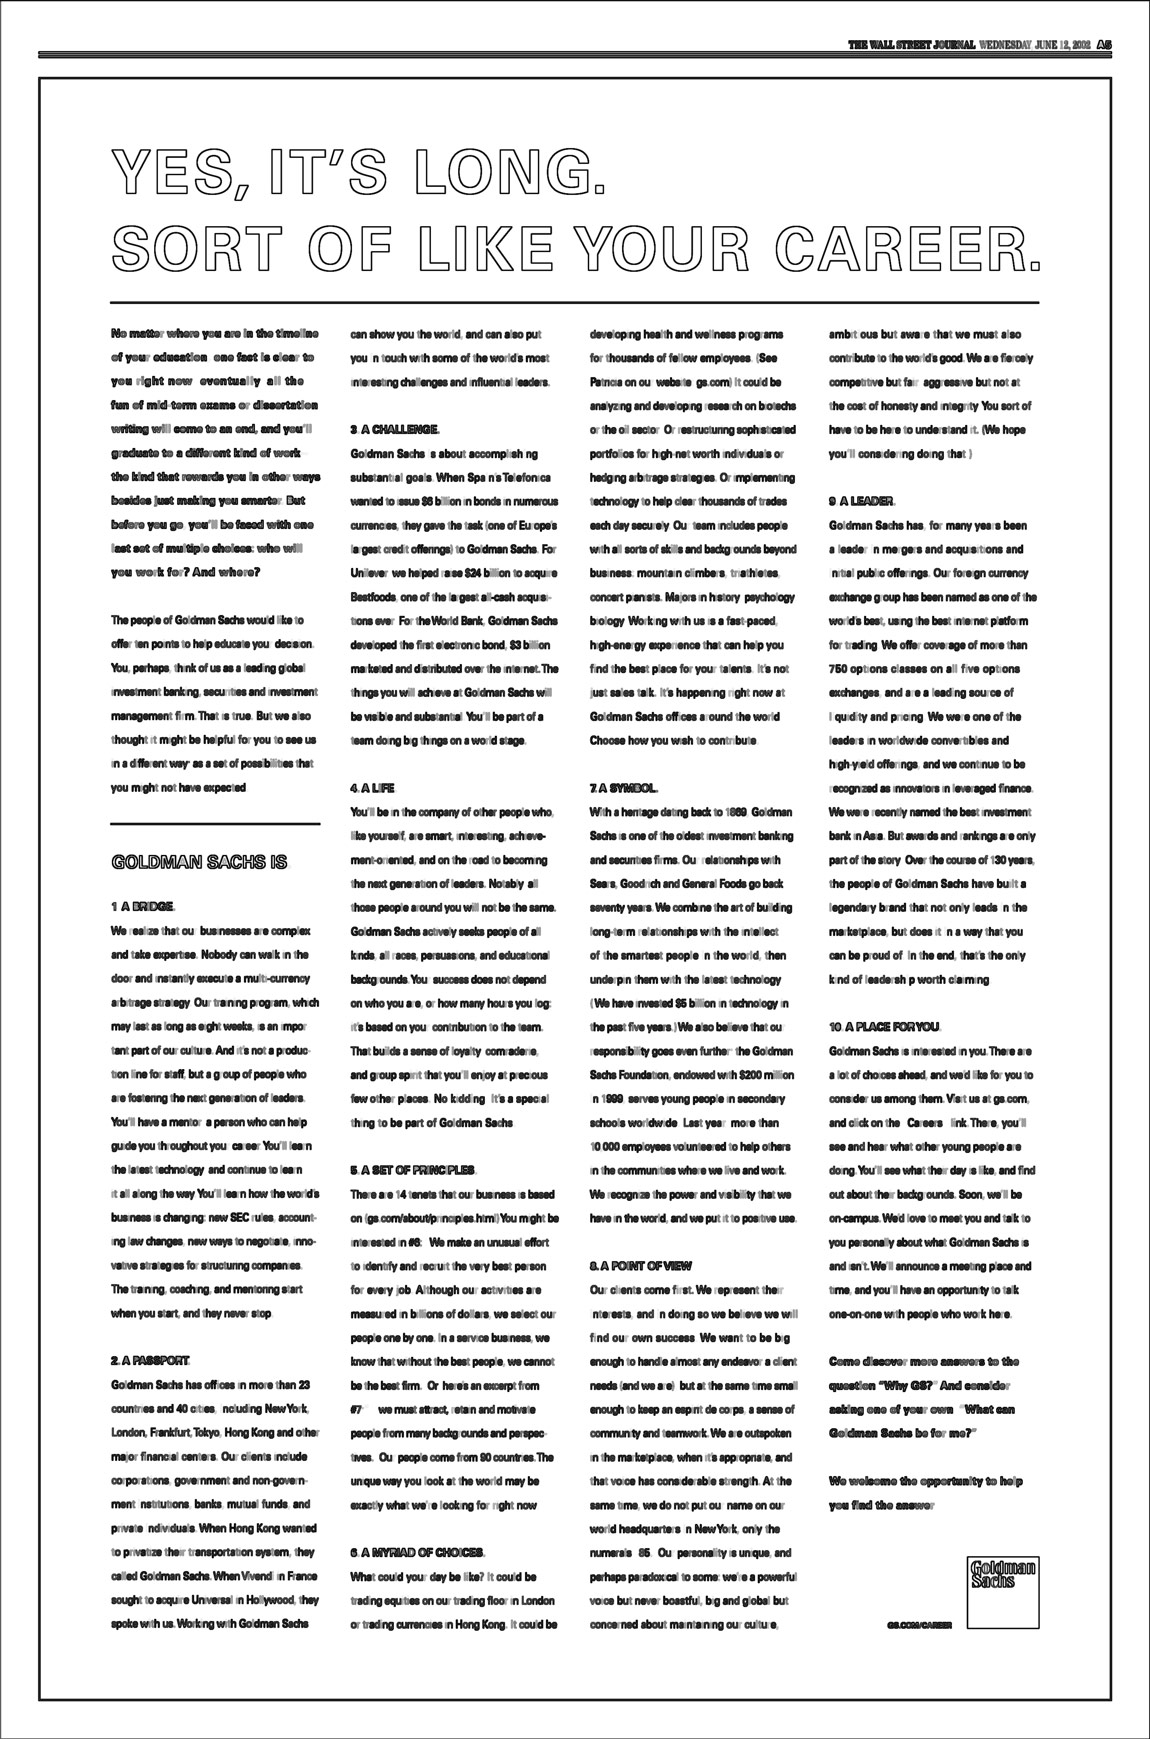 THE WALL STREET JOURNAL WEDNESDAY JUNE 12, 2002 A5
YES, IT'S LONG.
SORT OF LIKE YOUR CAREER.
No matter where you are in the timeline
of your education one fact is clear to
you right now eventually all the
fun of mid-term exams or dissertation
writing will come to an end, and you'll
graduate to a different kind of work
the kind that rewards you in other ways
besides just making you smarter. But
before you go you'll be faced with one
last set of multiple choices: who will
you work for? And where?
The people of Goldman Sachs would like to
offer ten points to help educate your decision.
You, perhaps, think of us as a leading global
investment banking, securities and investment
management firm. That is true. But we also
thought it might be helpful for you to see us
in a different way: as a set of possibilities that
you might not have expected
GOLDMAN SACHS IS
1 A BRIDGE.
We realize that our businesses are complex
and take expertise. Nobody can walk in the
door and instantly execute a multi-currency
arbitrage strategy. Our training program, which
may last as long as eight weeks, is an impor
tant part of our culture. And it's not a produc-
tion line for staff, but a group of people who
are fostering the next generation of leaders.
You'll have a mentor a person who can help
guide you throughout your career. You'll learn
the latest technology and continue to learn
it all along the way. You'll learn how the world's
business is changing: new SEC rules, account-
ing law changes, new ways to negotiate, inno-
vative strategies for structuring companies.
The training, coaching, and mentoring start
when you start, and they never stop.
2. A PASSPORT.
Goldman Sachs has offices in more than 23
countries and 40 cities, including New York,
London, Frankfurt, Tokyo, Hong Kong and other
major financial centers. Our clients include
corporations, government and non-govern-
ment institutions, banks, mutual funds, and
private individuals. When Hong Kong wanted
to privatize their transportation system, they
called Goldman Sachs. When Vivendi in France
sought to acquire Universal in Hollywood, they
spoke with us. Working with Goldman Sachs
can show you the world, and can also put
you in touch with some of the world's most
interesting challenges and influential leaders.
3. A CHALLENGE.
Goldman Sachs is about accomplishing
substantial goals. When Spain's Telefonica
wanted to issue $6 billion in bonds in numerous
currencies, they gave the task (one of Europe's
largest credit offerings) to Goldman Sachs. For
Unilever we helped raise $24 billion to acquire
Bestfoods, one of the largest all-cash acquisi-
tions ever. For the World Bank, Goldman Sachs
developed the first electronic bond, $3 billion
marketed and distributed over the internet. The
things you will achieve at Goldman Sachs will
be visible and substantial. You'll be part of a
team doing big things on a world stage.
4. A LIFE
You'll be in the company of other people who,
like yourself, are smart, interesting, achieve-
ment-oriented, and on the road to becoming
the next generation of leaders. Notably all
those people around you will not be the same.
Goldman Sachs actively seeks people of all
kinds, all races, persuasions, and educational
backgrounds. Your success does not depend
on who you are, or how many hours you log:
it's based on your contribution to the team.
That builds a sense of loyalty, comraderie,
and group spirit that you'll enjoy at precious
few other places. No kidding It's a special
thing to be part of Goldman Sachs
5. A SET OF PRINCIPLES.
There are 14 tenets that our business is based
on (gs.com/about/principles.html) You might be
interested in #6: We make an unusual effort
to identify and recruit the very best person
for every job. Although our activities are
measured in billions of dollars, we select our
people one by one. In a service business, we
know that without the best people, we cannot
be the best firm. Or here's an excerpt from
#7 we must attract, retain and motivate
people from many backgrounds and perspec-
tives. Our people come from 90 countries. The
unique way you look at the world may be
exactly what we're looking for right now
6. A MYRIAD OF CHOICES.
What could your day be like? It could be
trading equities on our trading floor in London
or trading currencies in Hong Kong. It could be
developing health and wellness programs
for thousands of fellow employees. (See
Patricia on our website gs.com) It could be
analyzing and developing research on biotechs
or the oil sector. Or restructuring sophisticated
portfolios for high-net worth individuals or
hedging arbitrage strategies. Or implementing
technology to help clear thousands of trades
each day securely. Our team includes people
with all sorts of skills and backgrounds beyond
business: mountain climbers, triathletes,
concert pianists. Majors in history, psychology
biology. Working with us is a fast-paced,
high-energy experience that can help you
find the best place for your talents. It's not
just sales talk. It's happening right now at
Goldman Sachs offices around the world
Choose how you wish to contribute.
7. A SYMBOL.
With a heritage dating back to 1869 Goldman
Sachs is one of the oldest investment banking
and securities firms. Our relationships with
Sears, Goodrich and General Foods go back
seventy years. We combine the art of building
long-term relationships with the intellect
of the smartest people in the world, then
underpin them with the latest technology
(We have invested $5 billion in technology in
the past five years.) We also believe that our
responsibility goes even further: the Goldman
Sachs Foundation, endowed with $200 million
in 1999 serves young people in secondary
schools worldwide. Last year more than
10,000 employees volunteered to help others
in the communities where we live and work.
We recognize the power and visibility that we
have in the world, and we put it to positive use.
8. A POINT OF VIEW
Our clients come first. We represent their
interests, and in doing so we believe we will
find our own success. We want to be big
enough to handle almost any endeavor a client
needs (and we are) but at the same time small
enough to keep an esprit de corps, a sense of
community and teamwork. We are outspoken
in the marketplace, when it's appropriate, and
that voice has considerable strength. At the
same time, we do not put our name on our
world headquarters in New York, only the
numerals 85. Our personality is unique, and
perhaps paradoxical to some: we're a powerful
voice but never boastful, big and global but
concerned about maintaining our culture,
ambitious but aware that we must also
contribute to the world's good. We are fiercely
competitive but fair aggressive but not at
the cost of honesty and integrity. You sort of
have to be here to understand it. (We hope
you'll considering doing that)
9 A LEADER.
Goldman Sachs has, for many years been
a leader in mergers and acquisitions and
initial public offerings. Our foreign currency
exchange group has been named as one of the
world's best, using the best internet platform
for trading. We offer coverage of more than
750 options classes on all five options
exchanges, and are a leading source of
liquidity and pricing. We were one of the
leaders in worldwide convertibles and
high-yield offerings, and we continue to be
recognized as innovators in leveraged finance.
We were recently named the best investment
bank in Asia. But awards and rankings are only
part of the story. Over the course of 130 years,
the people of Goldman Sachs have built a
legendary brand that not only leads in the
marketplace, but does it in a way that you
can be proud of. In the end, that's the only
kind of leadership worth claiming
10. A PLACE FOR YOU.
Goldman Sachs is interested in you. There are
a lot of choices ahead, and we'd like for you to
consider us among them. Visit us at gs.com,
and click on the Careers link. There, you'll
see and hear what other young people are
doing. You'll see what their day is like, and find
out about their backgrounds. Soon, we'll be
on-campus. We'd love to meet you and talk to
you personally about what Goldman Sachs is
and isn't. We'll announce a meeting place and
time, and you'll have an opportunity to talk
one-on-one with people who work here.
Come discover more answers to the
question "Why GS?" And consider
asking one of your own "What can
Goldman Sachs be for me?"
We welcome the opportunity to help
you find the answer
Goldman
Sachs
GS.COM/CAREER